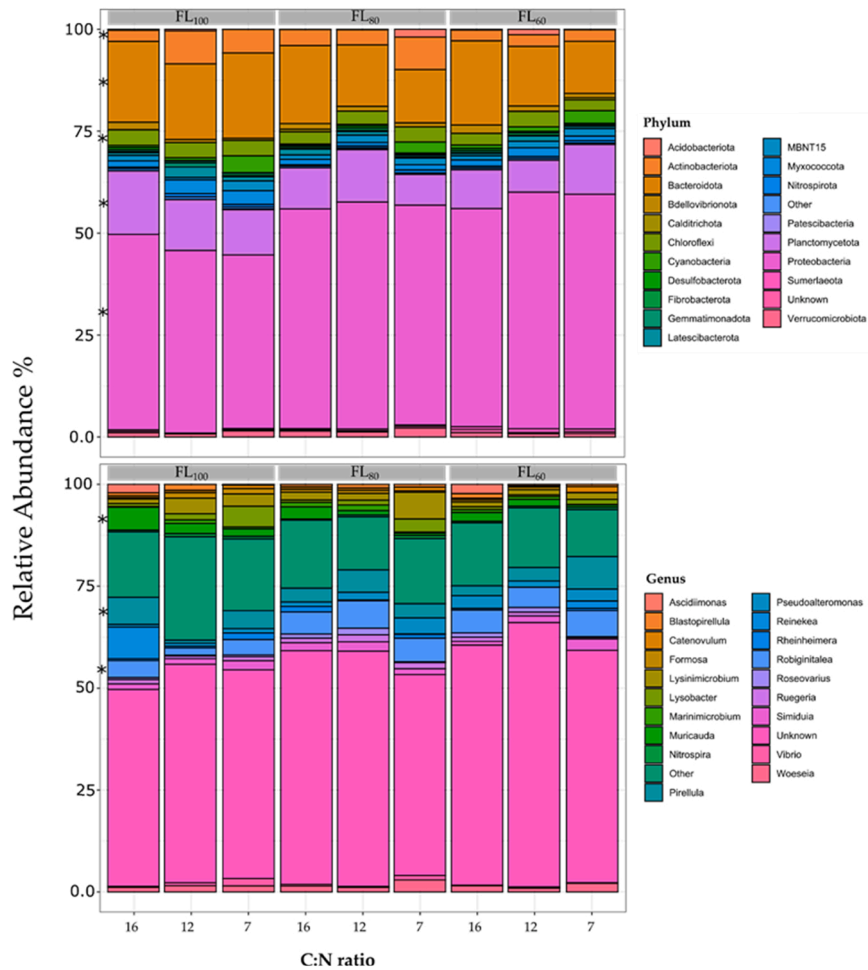 FL100 FL80 FL60
100
75
50
25
0.0
*
*
*
*
*
Phylum
Acidobacteriota
Actinobacteriota
Bacteroidota
Bdellovibrionota
Calditrichota
Chloroflexi
Cyanobacteria
Desulfobacterota
Fibrobacterota
Gemmatimonadota
Latescibacterota
MBNT15
Myxococcota
Nitrospirota
Other
Patescibacteria
Planctomycetota
Proteobacteria
Sumerlaeota
Unknown
Verrucomicrobiota
Relative Abundance %
FL100 FL80 FL60
100
75
50
25
0.0
*
*
*
Genus
Ascidiimonas
Blastopirellula
Catenovulum
Formosa
Lysinimicrobium
Lysobacter
Marinimicrobium
Muricauda
Nitrospira
Other
Pirellula
Pseudoalteromonas
Reinekea
Rheinheimera
Robiginitalea
Roseovarius
Ruegeria
Simiduia
Unknown
Vibrio
Woeseia
16 12 7 16 12 7 16 12 7
C:N ratio